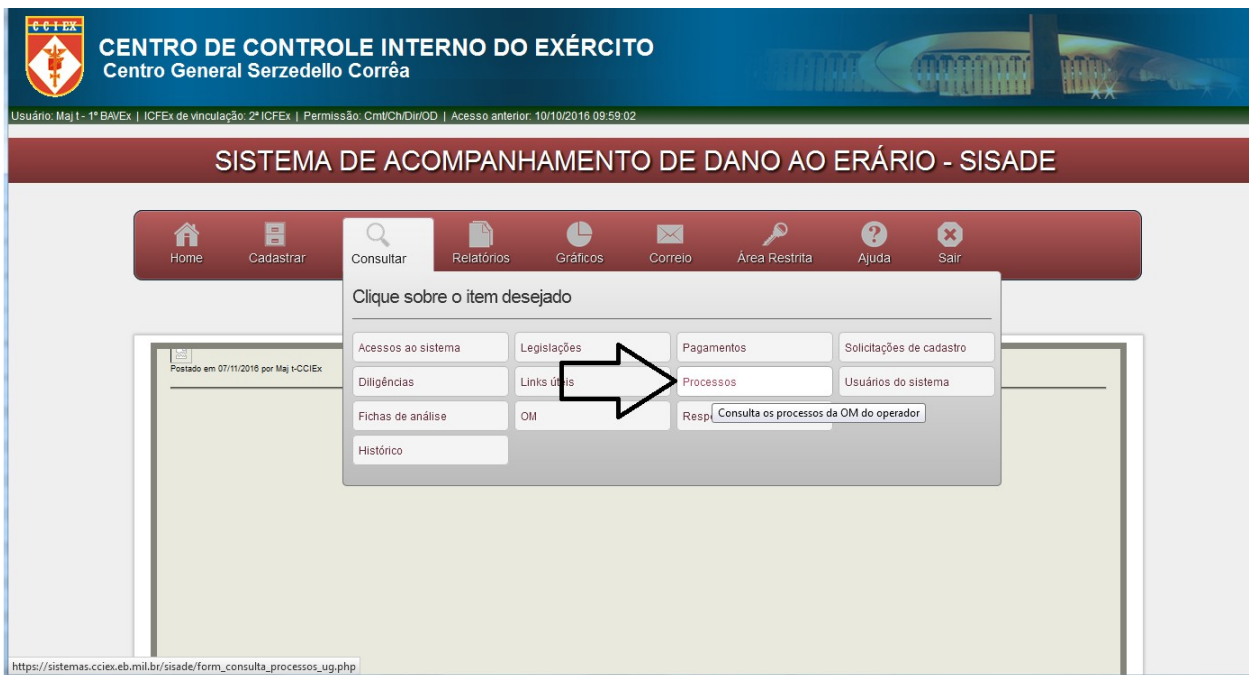 CCIEX
CENTRO DE CONTROLE INTERNO DO EXÉRCITO
Centro General Serzedello Corrêa
Usuário: Maj t - 1º BAVEx | ICFEx de vinculação: 2ª ICFEx | Permissão: Cmt/Ch/Dir/OD | Acesso anterior: 10/10/2016 09:59:02
SISTEMA DE ACOMPANHAMENTO DE DANO AO ERÁRIO - SISADE
Home Cadastrar Consultar Relatórios Gráficos Correio Área Restrita Ajuda Sair
Clique sobre o item desejado
Acessos ao sistema Legislações Pagamentos Solicitações de cadastro
Postado em 07/11/2016 por Maj t-CCIEx
Diligências Links úteis Processos Usuários do sistema
Fichas de análise OM Resp Consulta os processos da OM do operador
Histórico
https://sistemas.cciex.eb.mil.br/sisade/form_consulta_processos_ug.php